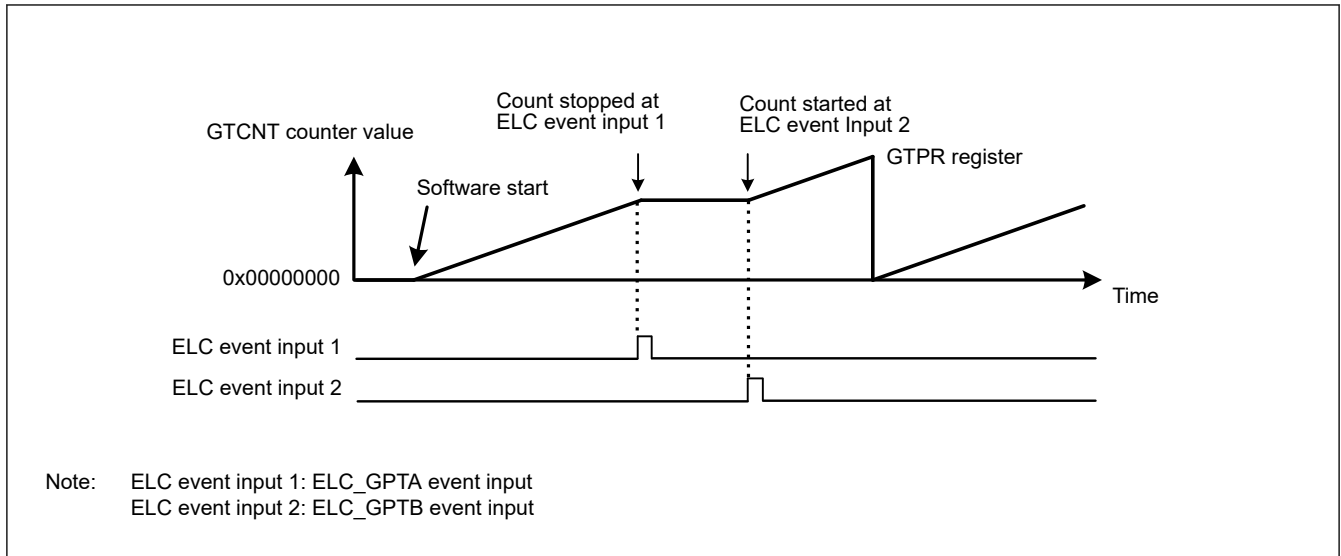 Count stopped at
ELC event input 1
Count started at
ELC event Input 2
GTCNT counter value
GTPR register
Software start
0x00000000
Time
ELC event input 1
ELC event input 2
Note: ELC event input 1: ELC_GPTA event input
ELC event input 2: ELC_GPTB event input